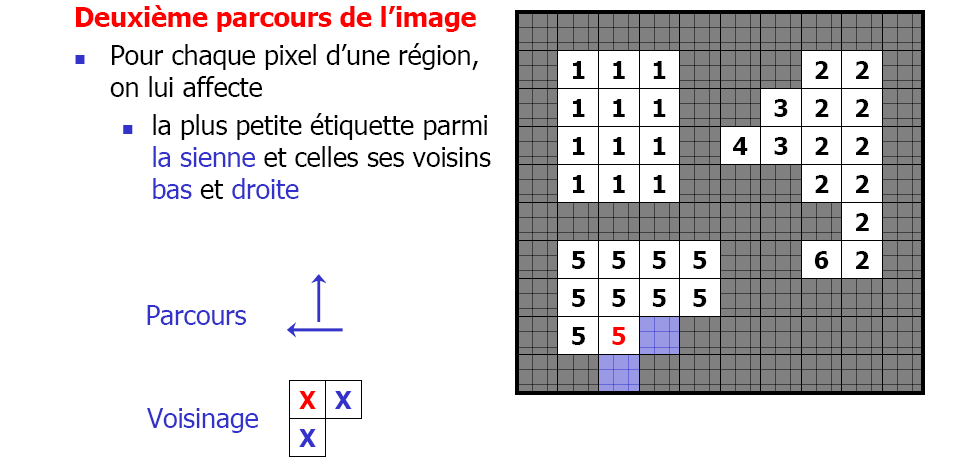 Deuxième parcours de l'image
Pour chaque pixel d'une région,
on lui affecte
la plus petite étiquette parmi
la sienne et celles ses voisins
bas et droite
Parcours
Voisinage
X X
X
1 1 1 2 2
1 1 1 3 2 2
1 1 1 4 3 2 2
1 1 1 2 2
2
5 5 5 5 6 2
5 5 5 5
5 5